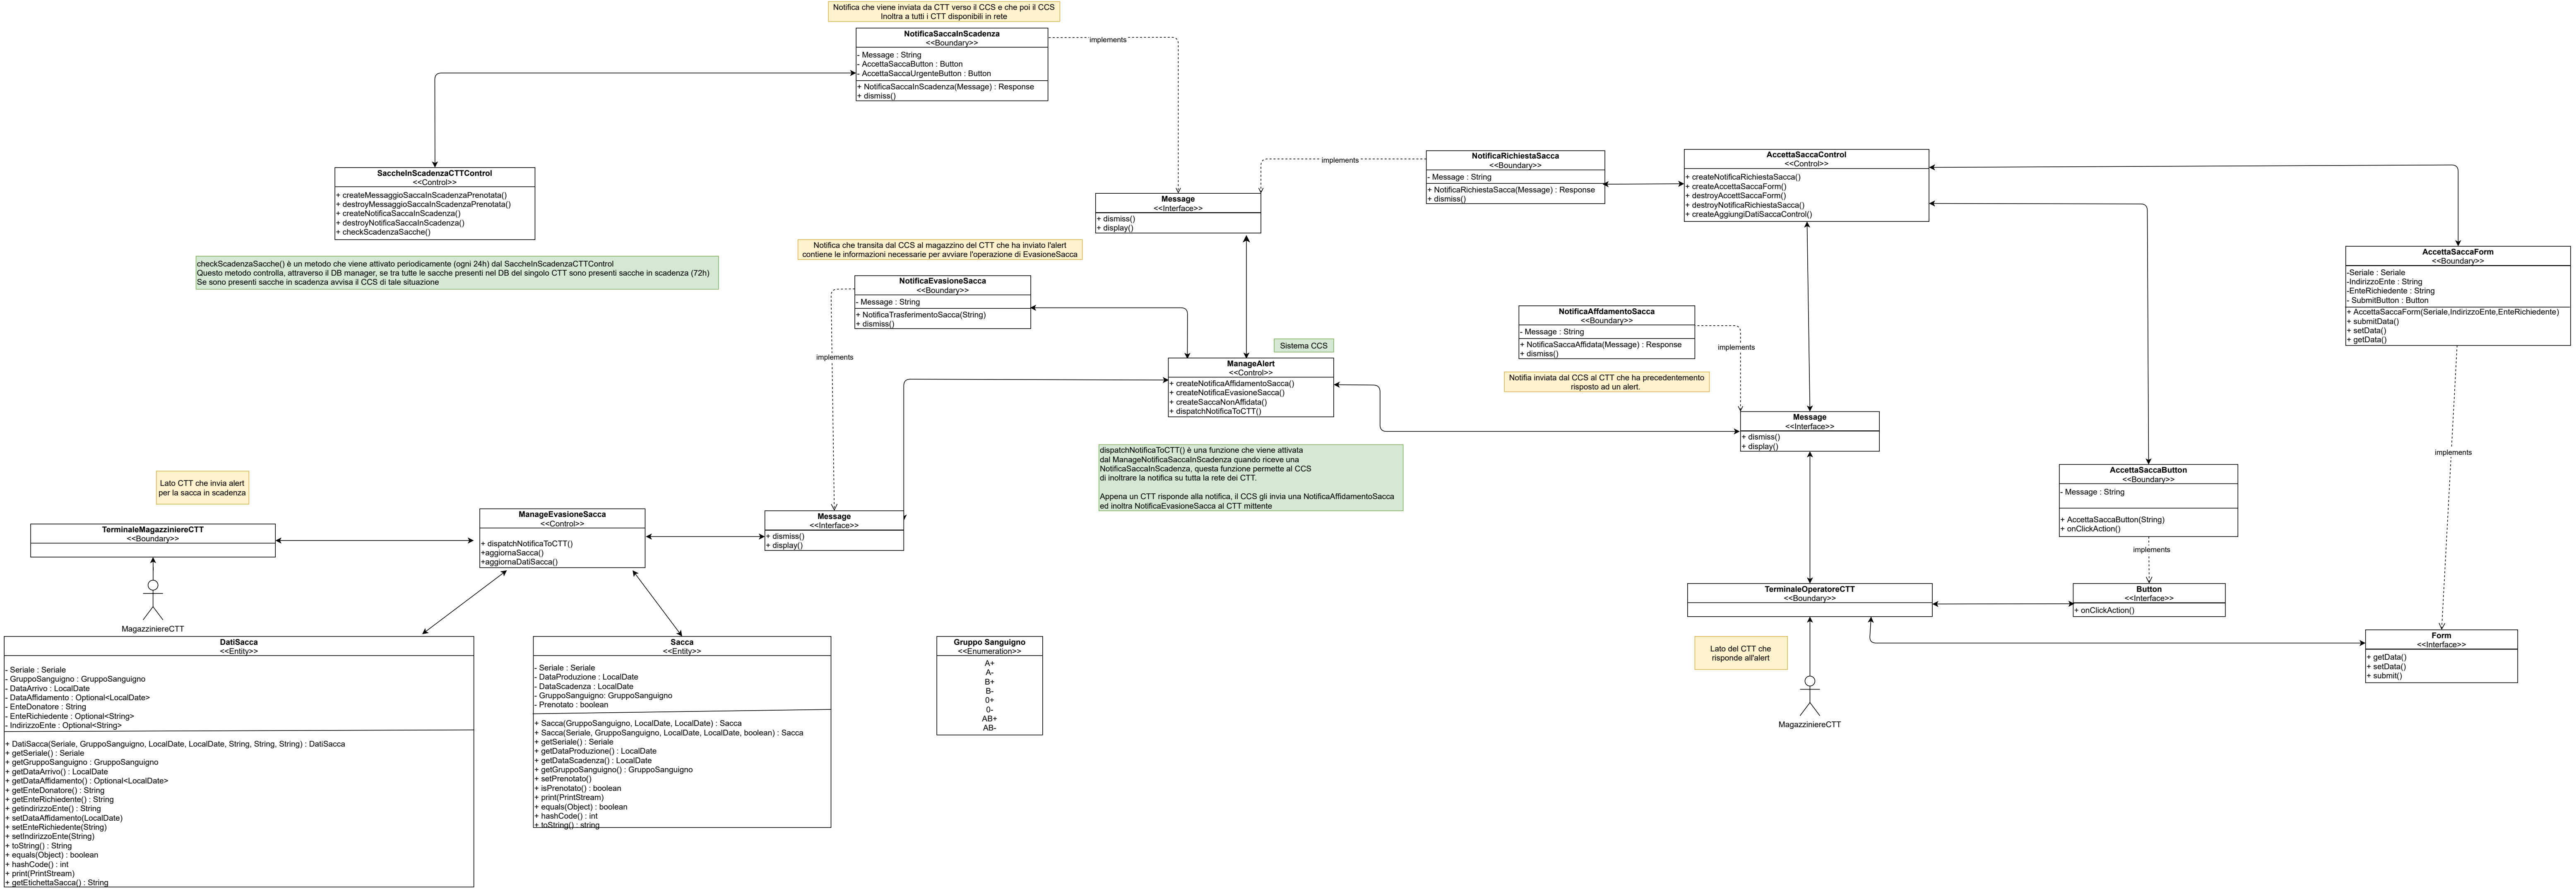 Notifica che viene inviata da CTT verso il CCS e che poi il CCS
Inoltra a tutti i CTT disponibili in rete
NotificaSaccaInScadenza
<<Boundary>>
- Message : String
- AccettaSaccaButton : Button
- AccettaSaccaUrgenteButton : Button
+ NotificaSaccaInScadenza(Message) : Response
+ dismiss()
implements
SaccheInScadenzaCTTControl
<<Control>>
+ createMessaggioSaccaInScadenzaPrenotata()
+ destroyMessaggioSaccaInScadenzaPrenotata()
+ createNotificaSaccaInScadenza()
+ destroyNotificaSaccaInScadenza()
+ checkScadenzaSacche()
checkScadenzaSacche() è un metodo che viene attivato periodicamente (ogni 24h) dal SaccheInScadenzaCTTControl
Questo metodo controlla, attraverso il DB manager, se tra tutte le sacche presenti nel DB del singolo CTT sono presenti sacche in scadenza (72h)
Se sono presenti sacche in scadenza avvisa il CCS di tale situazione
Message
<<Interface>>
+ dismiss()
+ display()
implements
NotificaRichiestaSacca
<<Boundary>>
- Message : String
+ NotificaRichiestaSacca(Message) : Response
+ dismiss()
AccettaSaccaControl
<<Control>>
+ createNotificaRichiestaSacca()
+ createAccettaSaccaForm()
+ destroyAccettSaccaForm()
+ destroyNotificaRichiestaSacca()
+ createAggiungiDatiSaccaControl()
AccettaSaccaForm
<<Boundary>>
-Seriale : Seriale
-IndirizzoEnte : String
-EnteRichiedente : String
- SubmitButton : Button
+ AccettaSaccaForm(Seriale,IndirizzoEnte,EnteRichiedente)
+ submitData()
+ setData()
+ getData()
Notifica che transita dal CCS al magazzino del CTT che ha inviato l'alert
contiene le informazioni necessarie per avviare l'operazione di EvasioneSacca
NotificaEvasioneSacca
<<Boundary>>
- Message : String
+ NotificaTrasferimentoSacca(String)
+ dismiss()
implements
Sistema CCS
ManageAlert
<<Control>>
+ createNotificaAffidamentoSacca()
+ createNotificaEvasioneSacca()
+ createSaccaNonAffidata()
+ dispatchNotificaToCTT()
NotificaAffdamentoSacca
<<Boundary>>
- Message : String
+ NotificaSaccaAffidata(Message) : Response
+ dismiss()
implements
Notifia inviata dal CCS al CTT che ha precedentemento
risposto ad un alert.
Message
<<Interface>>
+ dismiss()
+ display()
dispatchNotificaToCTT() è una funzione che viene attivata
dal ManageNotificaSaccaInScadenza quando riceve una
NotificaSaccaInScadenza, questa funzione permette al CCS
di inoltrare la notifica su tutta la rete dei CTT.
Appena un CTT risponde alla notifica, il CCS gli invia una NotificaAffidamentoSacca
ed inoltra NotificaEvasioneSacca al CTT mittente
implements
AccettaSaccaButton
<<Boundary>>
- Message : String
+ AccettaSaccaButton(String)
+ onClickAction()
implements
Lato CTT che invia alert
per la sacca in scadenza
TerminaleMagazziniereCTT
<<Boundary>>
MagazziniereCTT
ManageEvasioneSacca
<<Control>>
+ dispatchNotificaToCTT()
+aggiornaSacca()
+aggiornaDatiSacca()
Message
<<Interface>>
+ dismiss()
+ display()
TerminaleOperatoreCTT
<<Boundary>>
Button
<<Interface>>
+ onClickAction()
Lato del CTT che
risponde all'alert
MagazziniereCTT
Form
<<Interface>>
+ getData()
+ setData()
+ submit()
DatiSacca
<<Entity>>
- Seriale : Seriale
- GruppoSanguigno : GruppoSanguigno
- DataArrivo : LocalDate
- DataAffidamento : Optional<LocalDate>
- EnteDonatore : String
- EnteRichiedente : Optional<String>
- IndirizzoEnte : Optional<String>
+ DatiSacca(Seriale, GruppoSanguigno, LocalDate, LocalDate, String, String, String) : DatiSacca
+ getSeriale() : Seriale
+ getGruppoSanguigno : GruppoSanguigno
+ getDataArrivo() : LocalDate
+ getDataAffidamento() : Optional<LocalDate>
+ getEnteDonatore() : String
+ getEnteRichiedente() : String
+ getindirizzoEnte() : String
+ setDataAffidamento(LocalDate)
+ setEnteRichiedente(String)
+ setIndirizzoEnte(String)
+ toString() : String
+ equals(Object) : boolean
+ hashCode() : int
+ print(PrintStream)
+ getEtichettaSacca() : String
Sacca
<<Entity>>
- Seriale : Seriale
- DataProduzione : LocalDate
- DataScadenza : LocalDate
- GruppoSanguigno: GruppoSanguigno
- Prenotato : boolean
+ Sacca(GruppoSanguigno, LocalDate, LocalDate) : Sacca
+ Sacca(Seriale, GruppoSanguigno, LocalDate, LocalDate, boolean) : Sacca
+ getSeriale() : Seriale
+ getDataProduzione() : LocalDate
+ getDataScadenza() : LocalDate
+ getGruppoSanguigno() : GruppoSanguigno
+ setPrenotato()
+ isPrenotato() : boolean
+ print(PrintStream)
+ equals(Object) : boolean
+ hashCode() : int
+ toString() : string
Gruppo Sanguigno
<<Enumeration>>
A+
A-
B+
B-
0+
0-
AB+
AB-